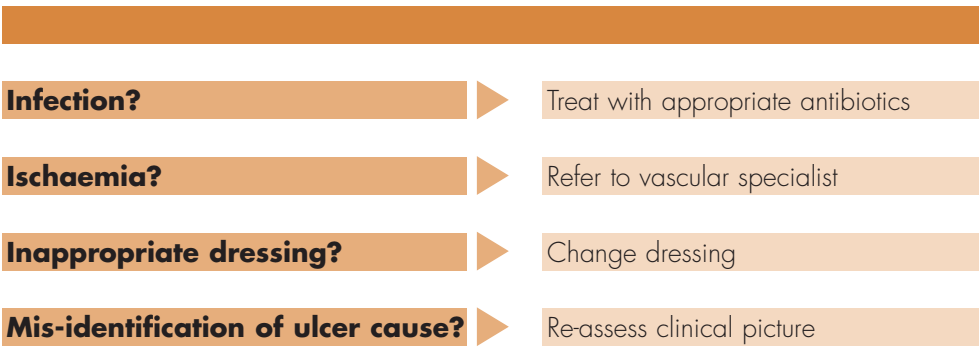 Infection? Treat with appropriate antibiotics
Ischaemia? Refer to vascular specialist
Inappropriate dressing? Change dressing
Mis-identification of ulcer cause? Re-assess clinical picture